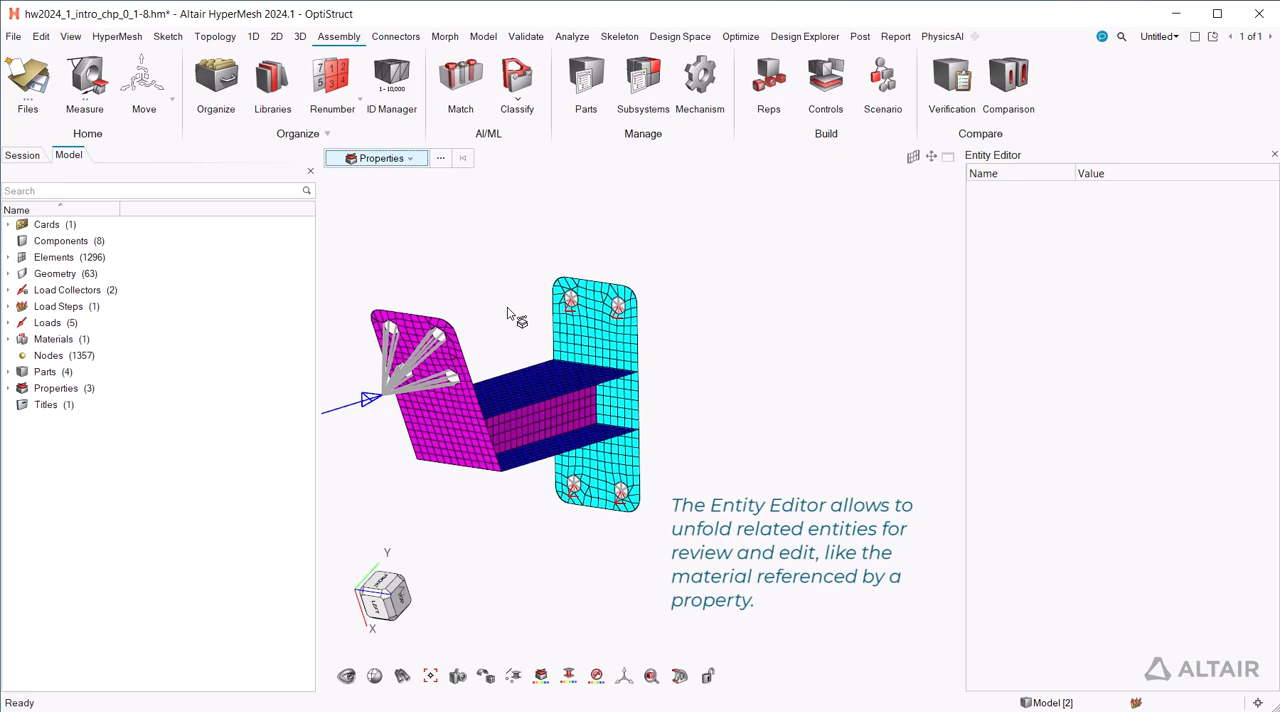 hw2024_1_intro_chp_0_1-8.hm* - Altair HyperMesh 2024.1 - OptiStruct
File Edit View HyperMesh Sketch Topology 1D 2D 3D Assembly Connectors Morph Model Validate Analyze Skeleton Design Space Optimize Design Explorer Post Report PhysicsAI Untitled 1 of 1
Files Measure Move Organize Libraries Renumber ID Manager Match Classify Parts Subsystems Mechanism Reps Controls Scenario Verification Comparison
Home Organize AI/ML Manage Build Compare
Session Model
Properties
Entity Editor
Name Value
Search
Name
Cards (1)
Components (8)
Elements (1296)
Geometry (63)
Load Collectors (2)
Load Steps (1)
Loads (5)
Materials (1)
Nodes (1357)
Parts (4)
Properties (3)
Titles (1)
The Entity Editor allows to
unfold related entities for
review and edit, like the
material referenced by a
property.
Y
LEFT
X
ALTAIR
Ready
Model [2]